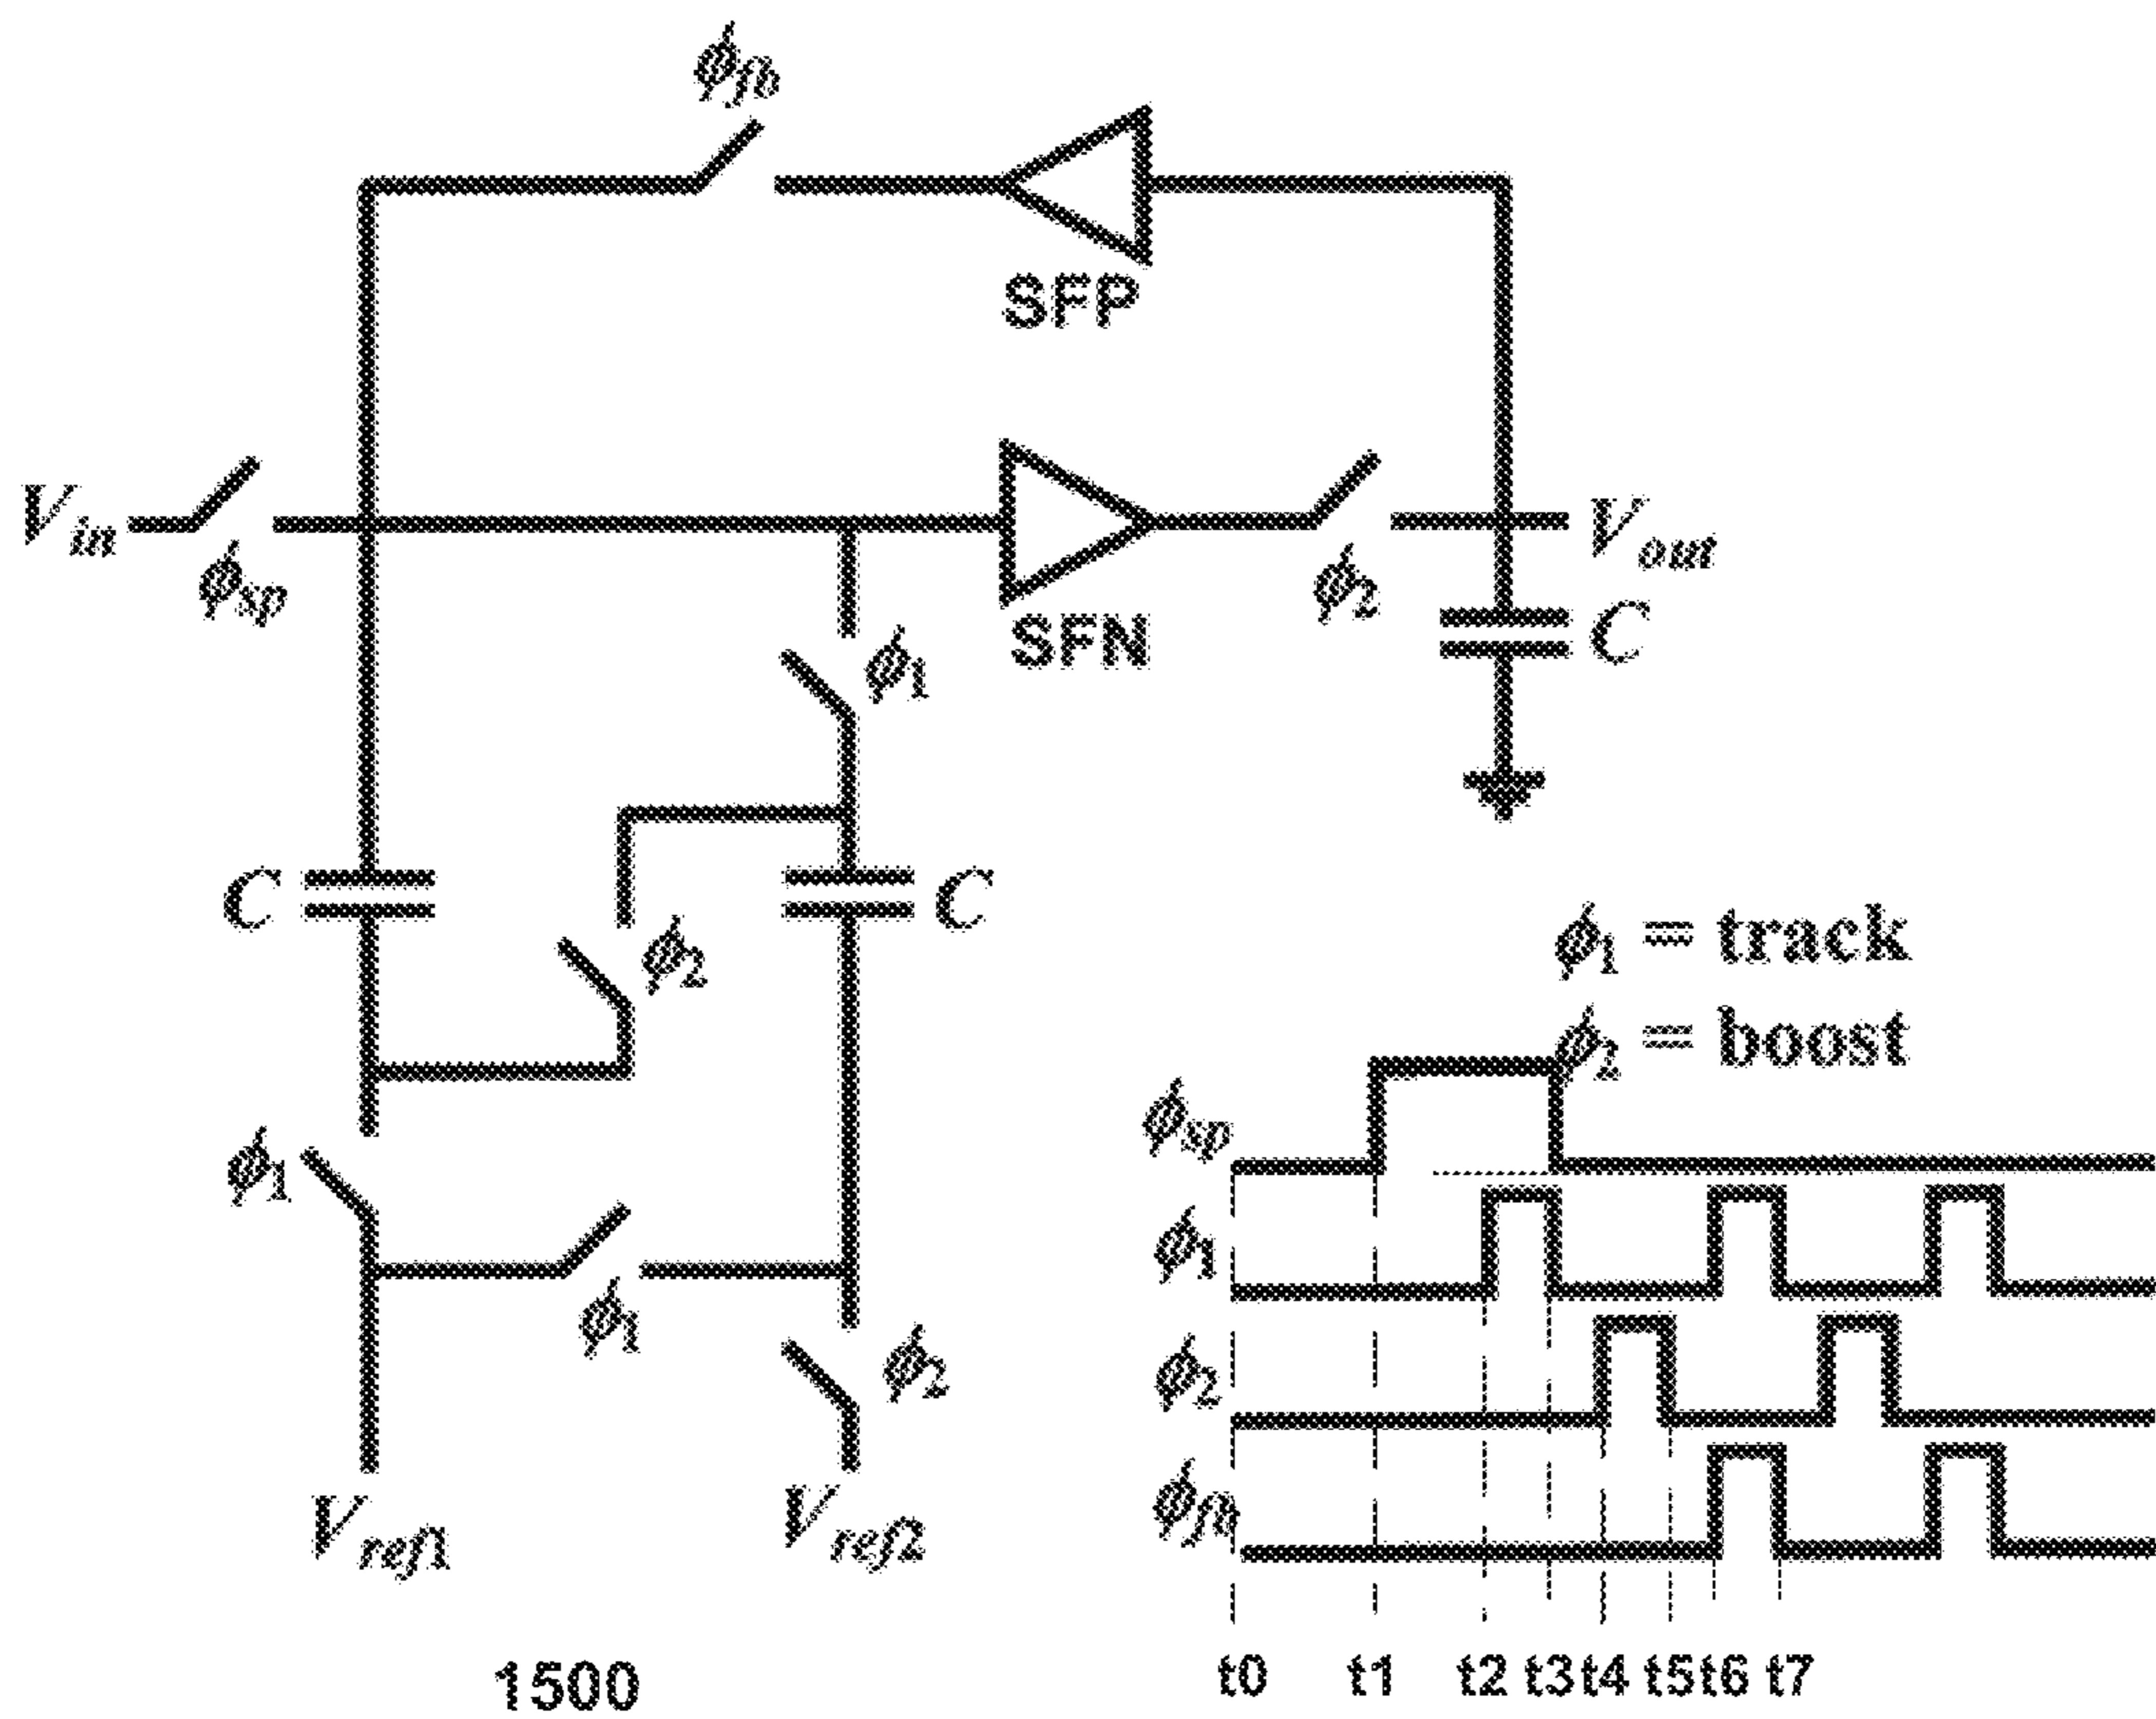 ϕfb
SFP
Vin
ϕsp
SFN
ϕ2
Vout
C
ϕ1
C
ϕ2
C
ϕ1
ϕ1
ϕ2
Vref1
Vref2
ϕ1 = track
ϕ2 = boost
ϕsp
ϕ1
ϕ2
ϕfb
t0 t1 t2 t3 t4 t5 t6 t7
1500